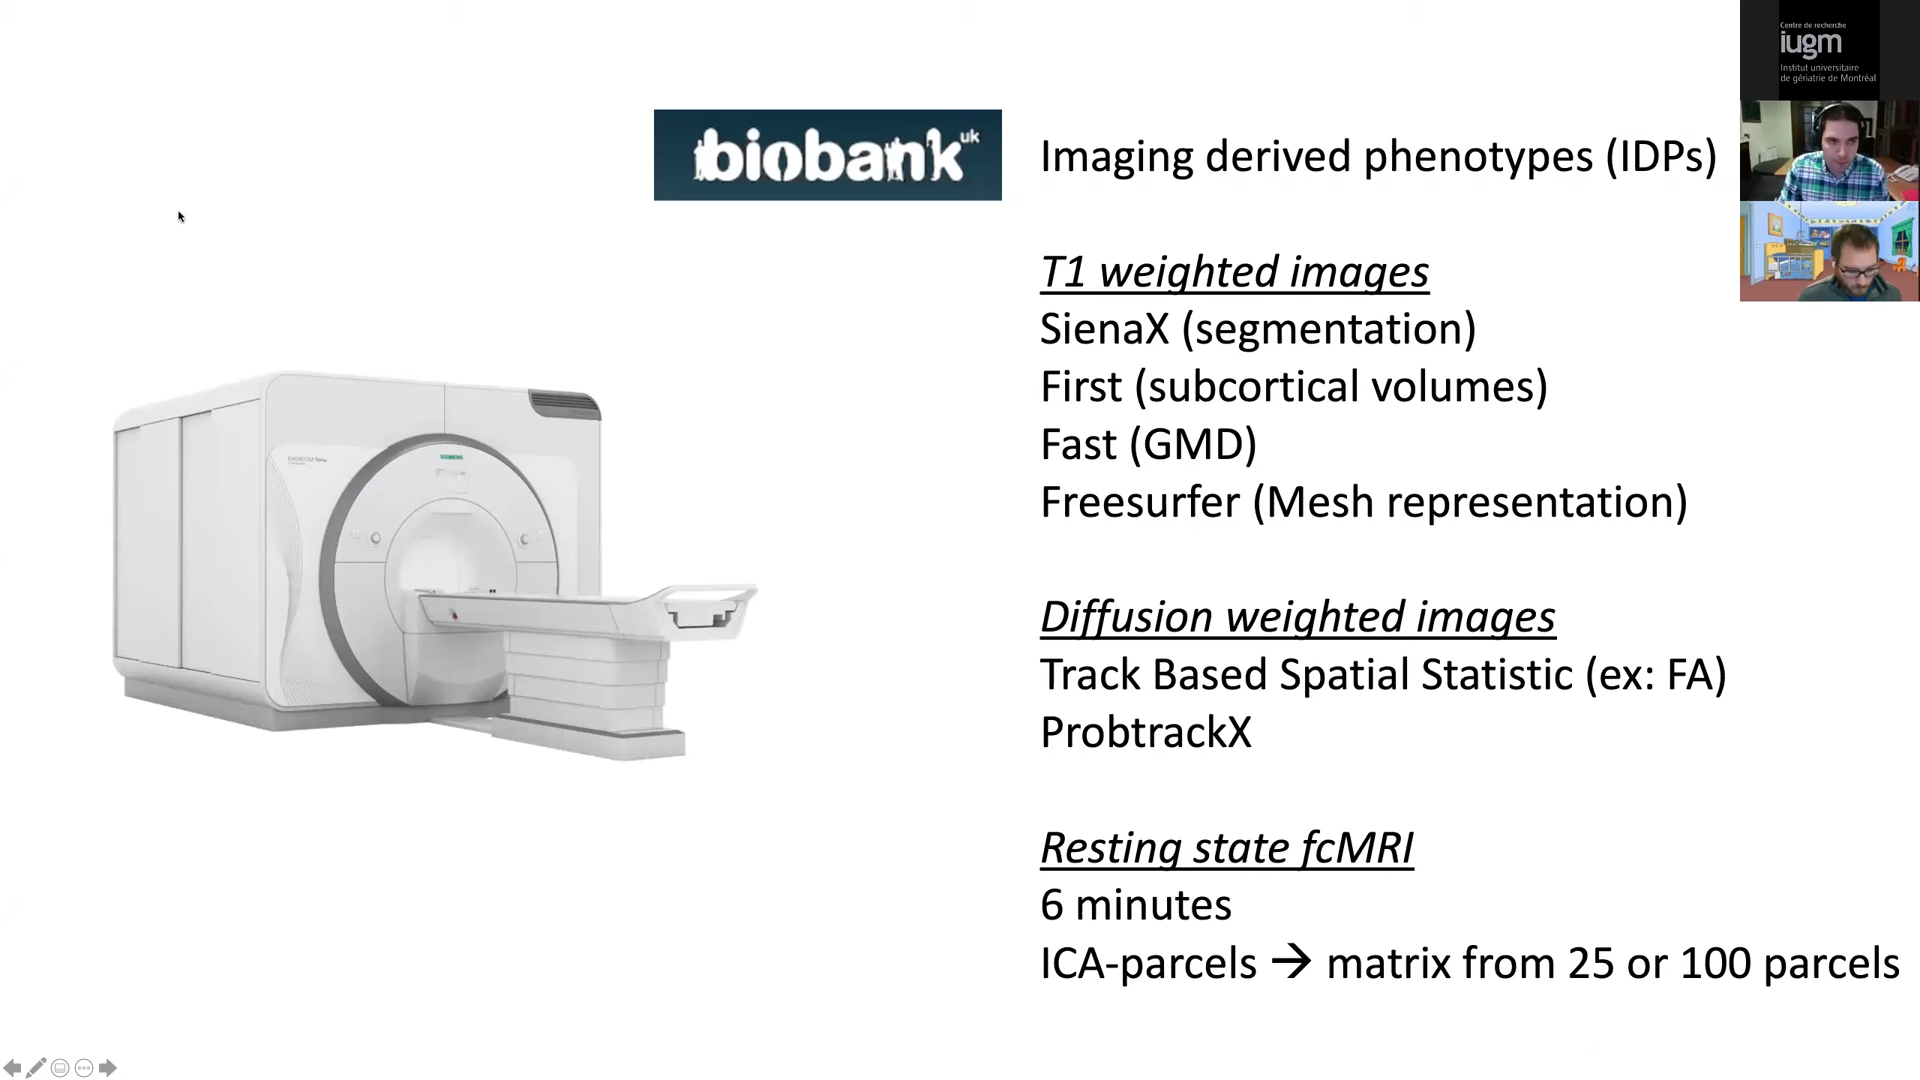 Centre de recherche
iugm
Institut universitaire
de gériatrie de Montréal
biobank uk
Imaging derived phenotypes (IDPs)
T1 weighted images
SienaX (segmentation)
First (subcortical volumes)
Fast (GMD)
Freesurfer (Mesh representation)
SIEMENS
Diffusion weighted images
Track Based Spatial Statistic (ex: FA)
ProbtrackX
Resting state fcMRI
6 minutes
ICA-parcels → matrix from 25 or 100 parcels